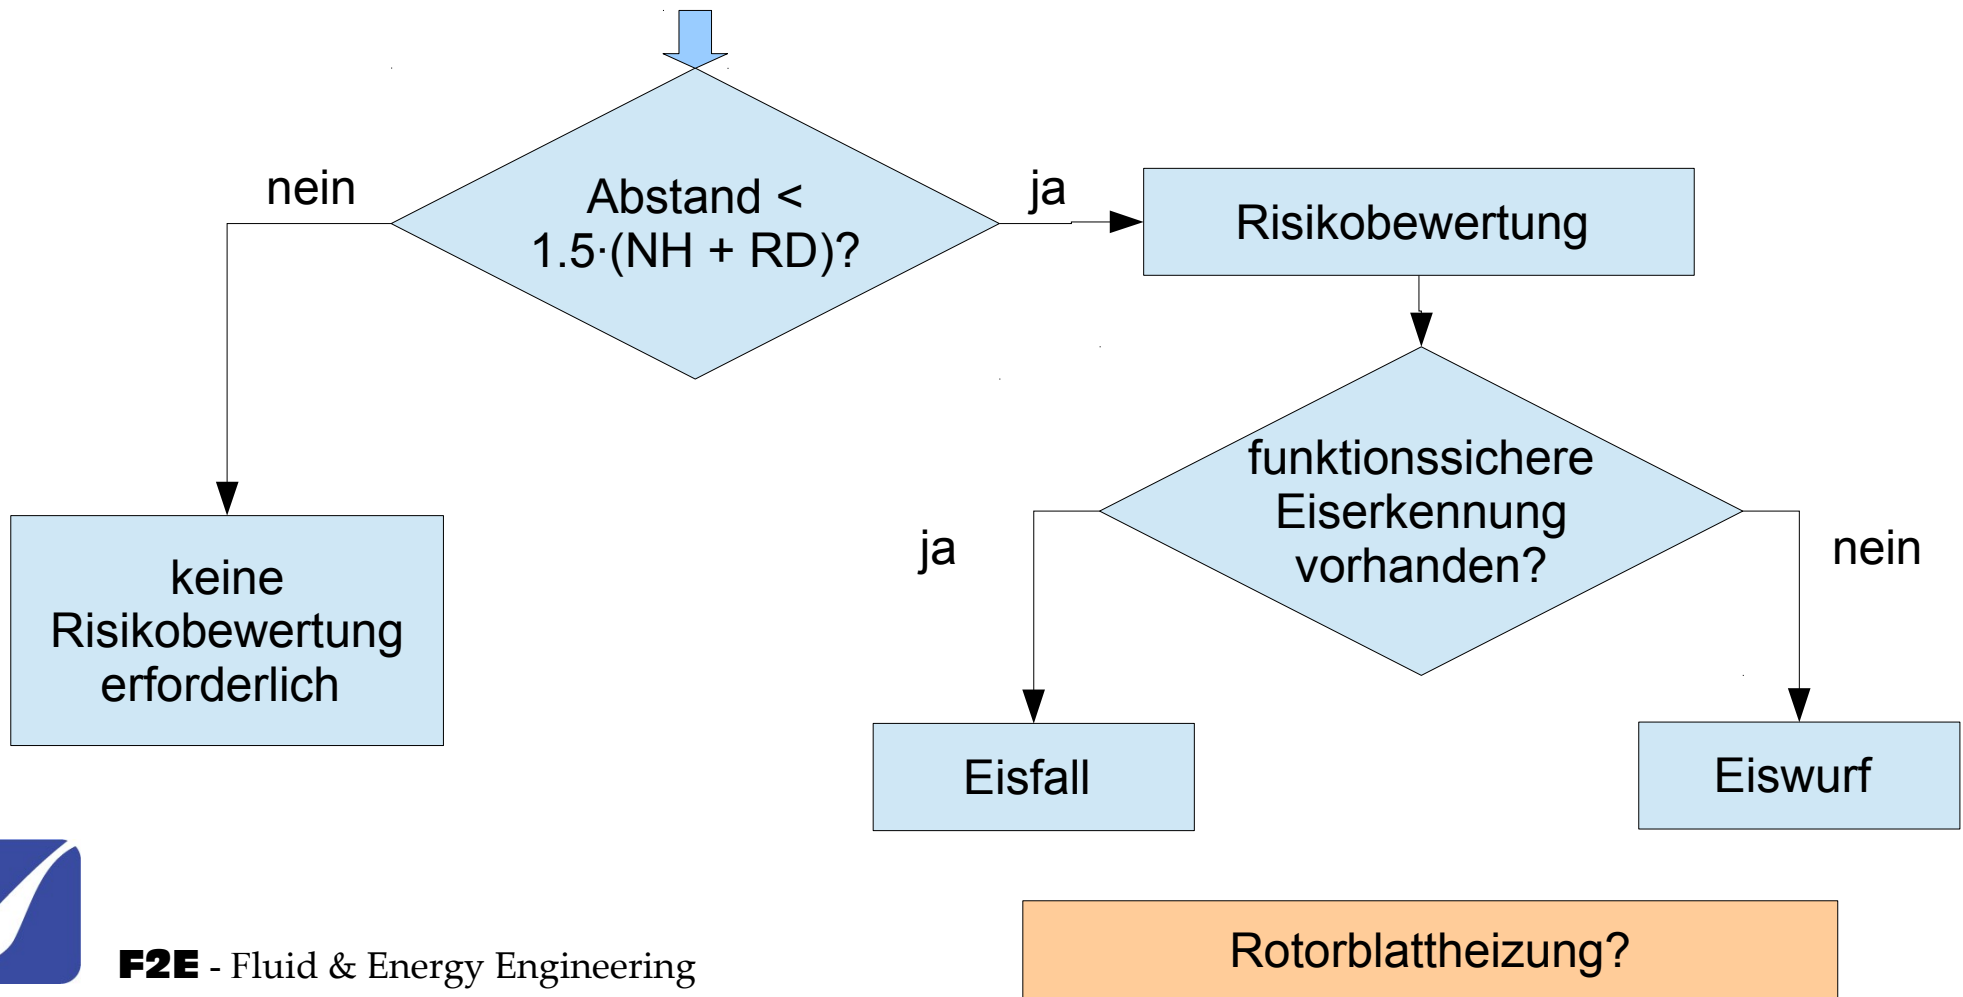 nein
Abstand <
1.5·(NH + RD)?
ja
Risikobewertung
funktionssichere
Eiserkennung
vorhanden?
ja
nein
keine
Risikobewertung
erforderlich
Eisfall
Eiswurf
Rotorblattheizung?
F2E - Fluid & Energy Engineering